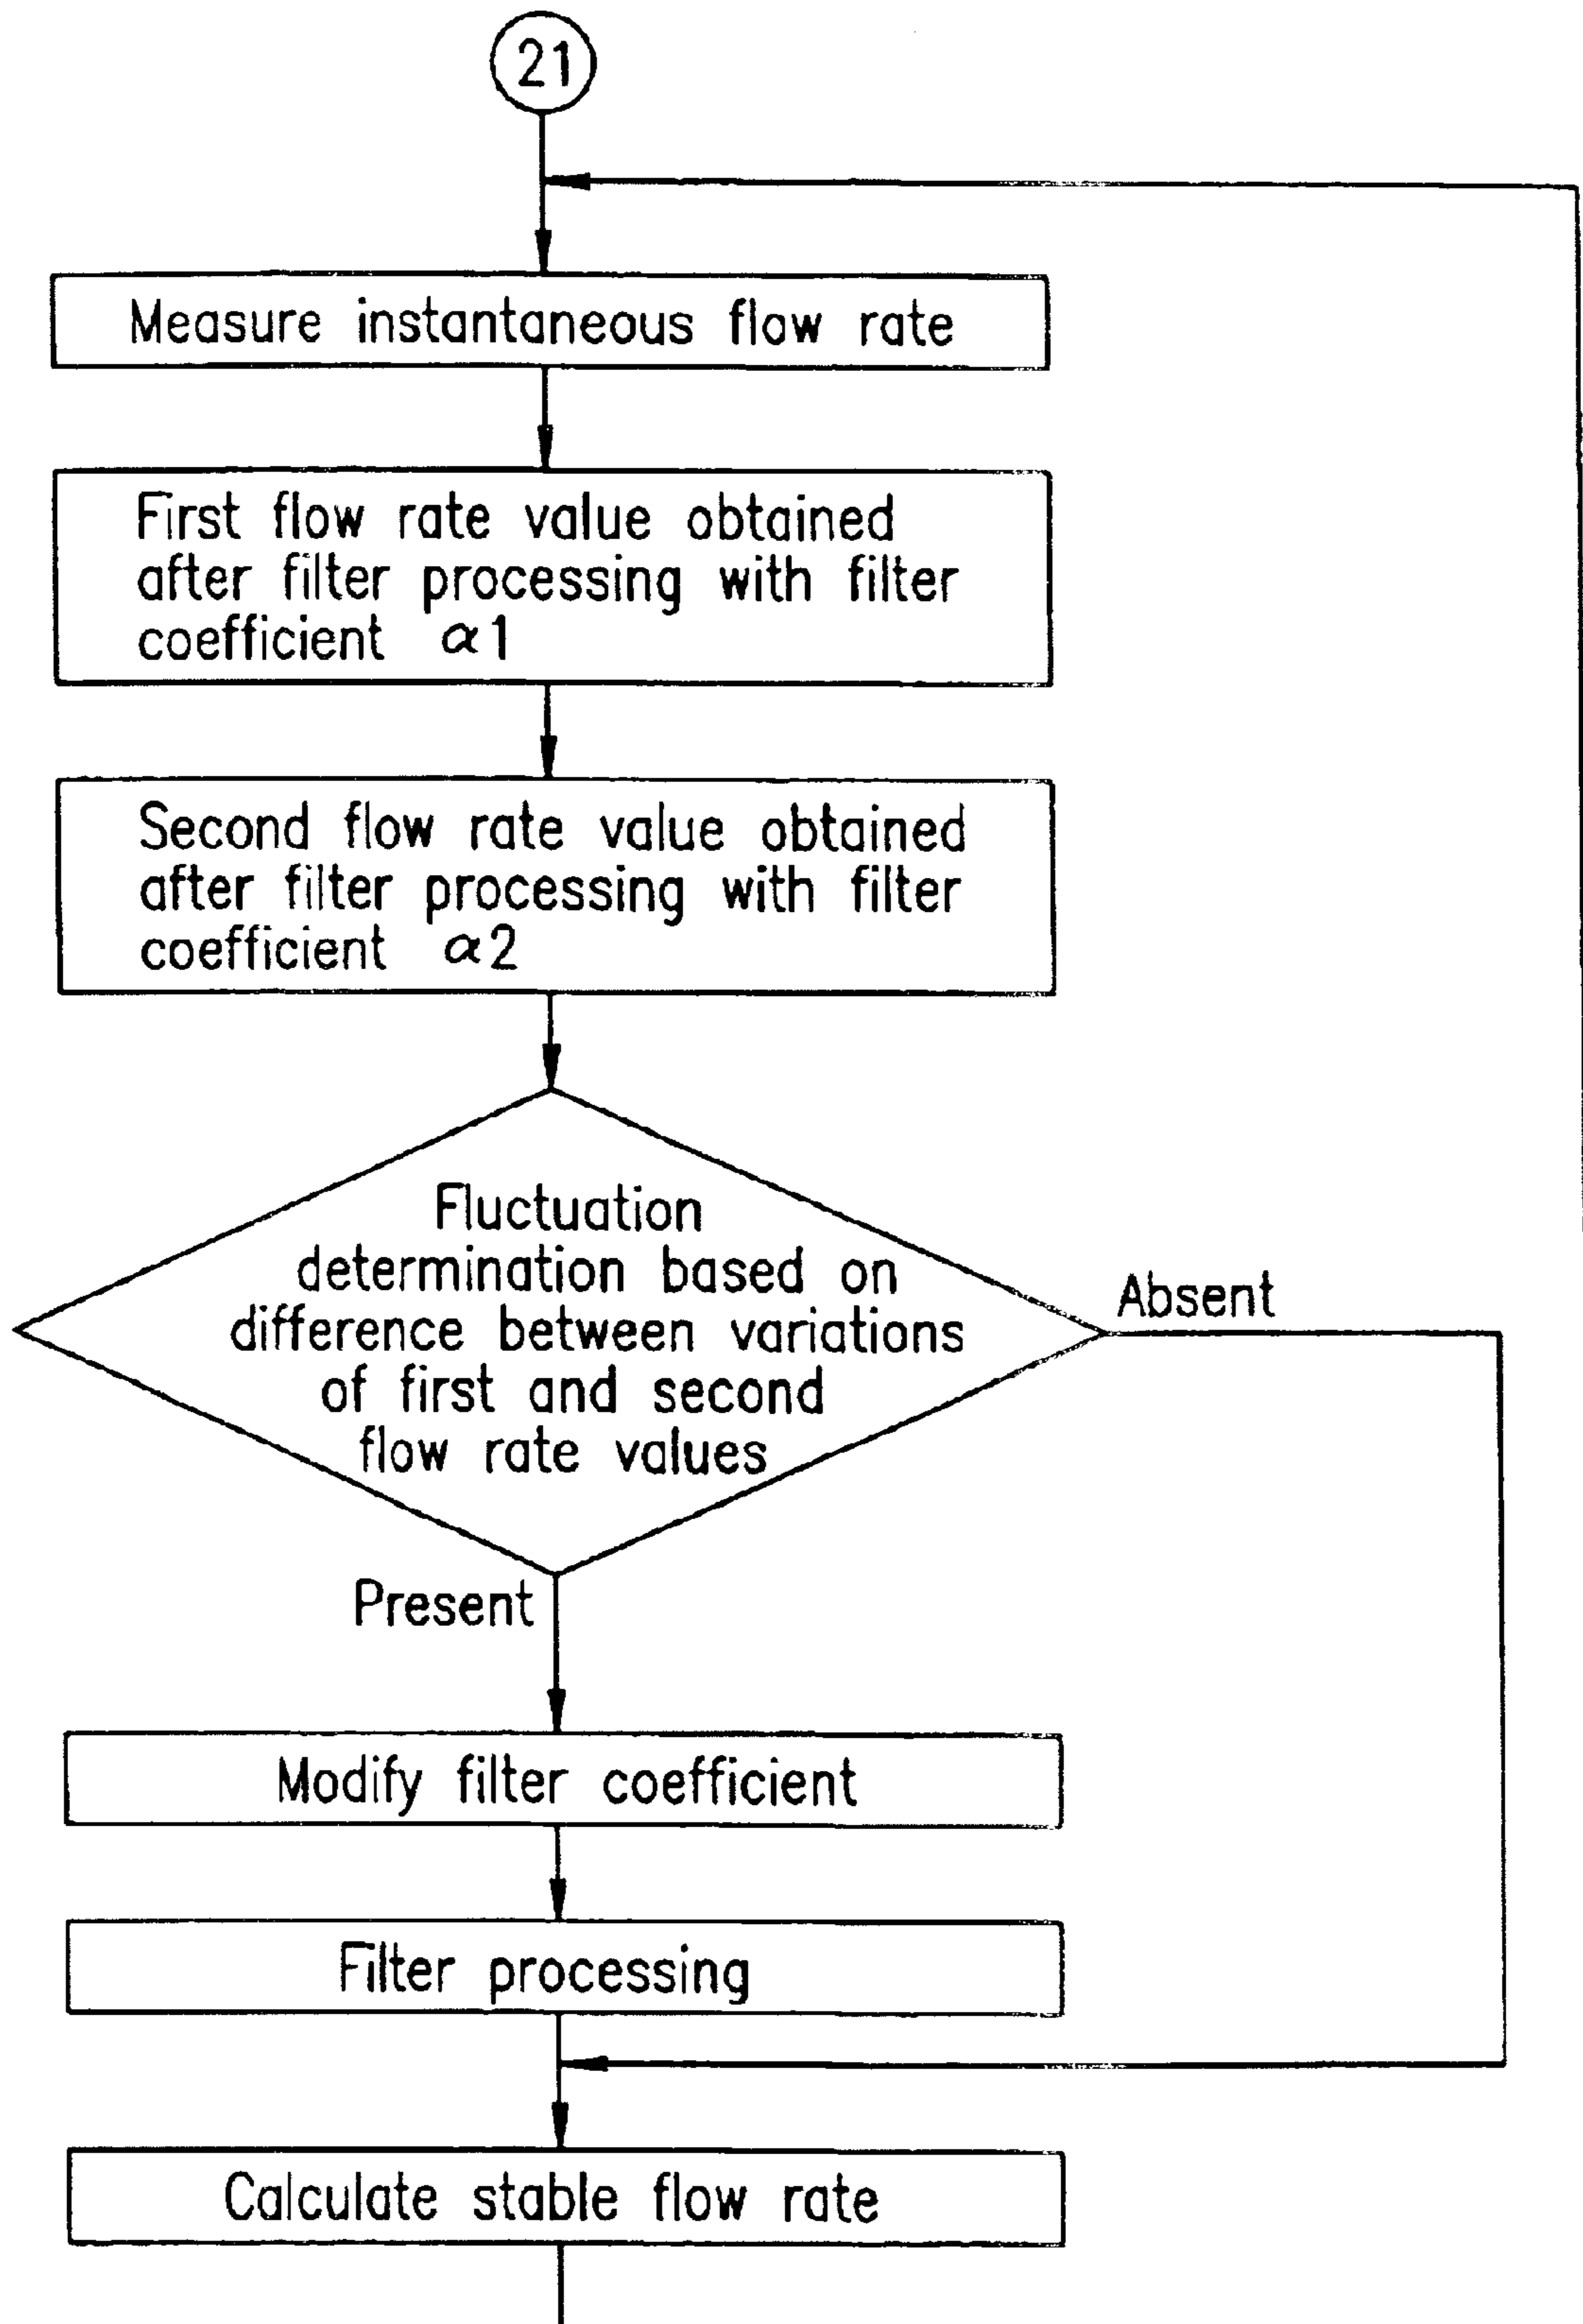 21
Measure instantaneous flow rate
First flow rate value obtained
after filter processing with filter
coefficient α1
Second flow rate value obtained
after filter processing with filter
coefficient α2
Fluctuation
determination based on
difference between variations
of first and second
flow rate values
Absent
Present
Modify filter coefficient
Filter processing
Calculate stable flow rate